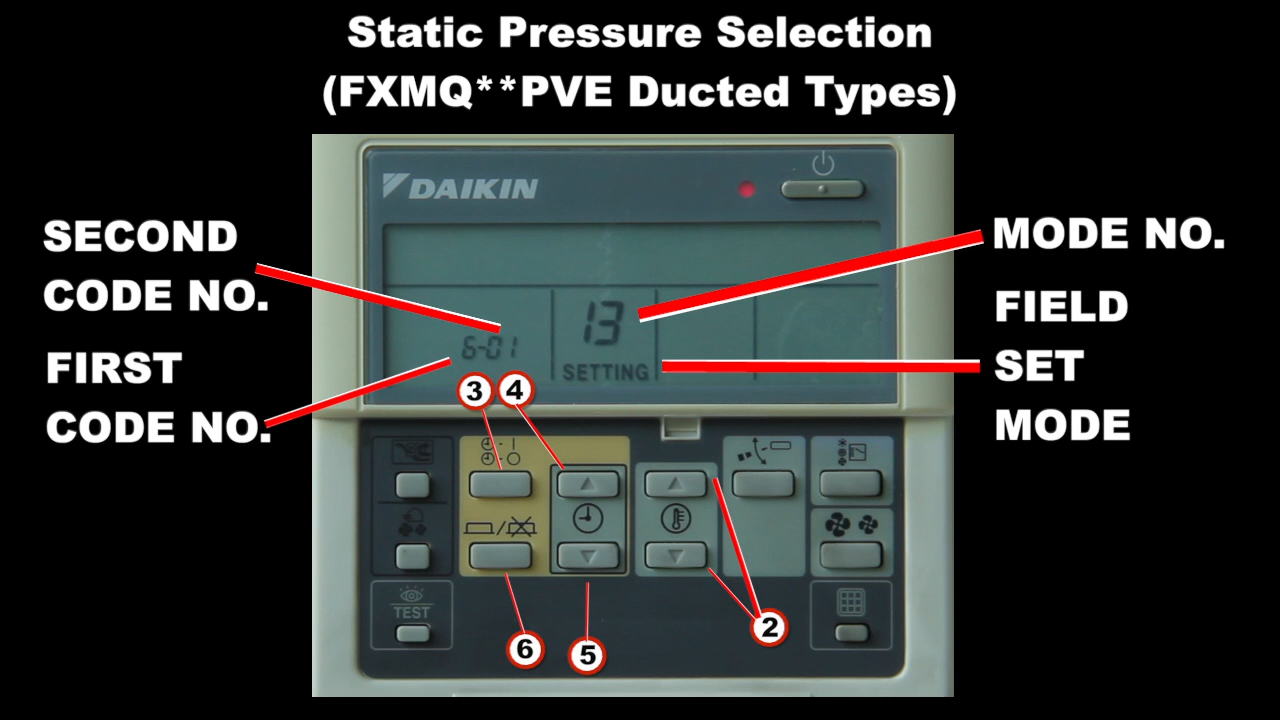 Static Pressure Selection
(FXMQ**PVE Ducted Types)
DAIKIN
SECOND
CODE NO.
FIRST
CODE NO.
MODE NO.
FIELD
SET
MODE
13
6-01
SETTING
3
4
TEST
2
6
5